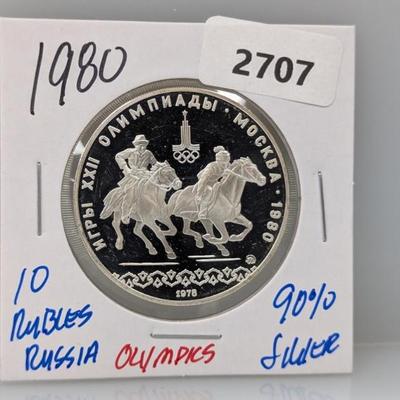 1980
2707
ИГРЫ XXII ОЛИМПИАДЫ • МОСКВА • 1980
1978
10
RUBLES
RUSSIA
OLYMPICS
90%
SILVER